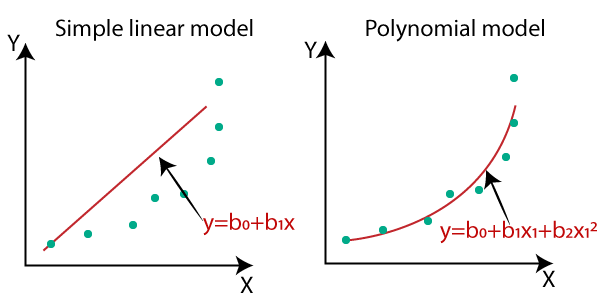 Simple linear model
Y
y=b₀+b₁x
X
Polynomial model
Y
y=b₀+b₁x₁+b₂x₁²
X